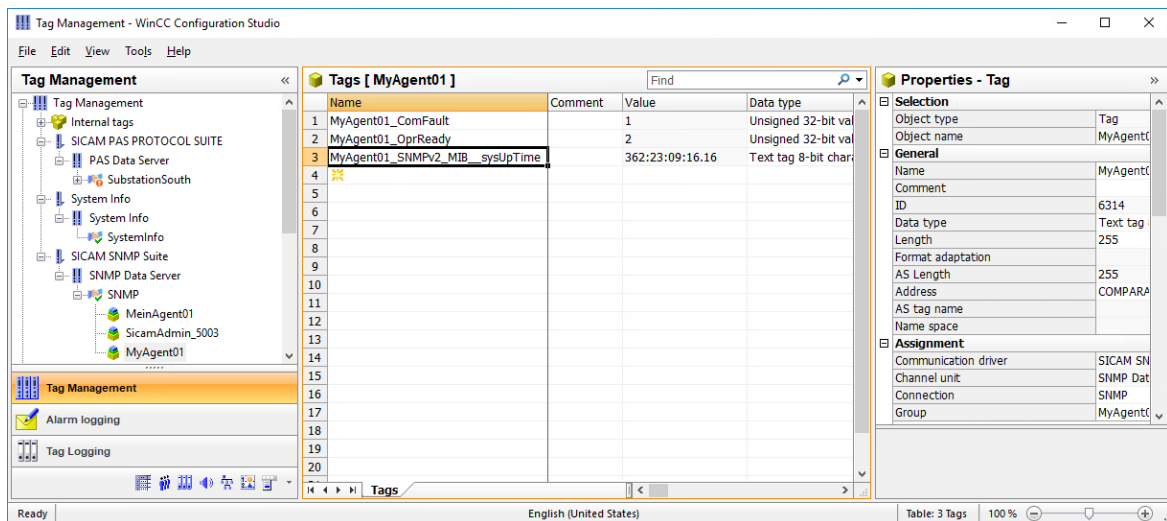 Tag Management - WinCC Configuration Studio
File Edit View Tools Help
Tag Management «
Tag Management
Internal tags
SICAM PAS PROTOCOL SUITE
PAS Data Server
SubstationSouth
System Info
System Info
SystemInfo
SICAM SNMP Suite
SNMP Data Server
SNMP
MeinAgent01
SicamAdmin_5003
MyAgent01
Tag Management
Alarm logging
Tag Logging
Tags [ MyAgent01 ] Find
Name Comment Value Data type
1 MyAgent01_ComFault 1 Unsigned 32-bit val
2 MyAgent01_OprReady 2 Unsigned 32-bit val
3 MyAgent01_SNMPv2_MIB__sysUpTime 362:23:09:16.16 Text tag 8-bit chara
4
5
6
7
8
9
10
11
12
13
14
15
16
17
18
19
20
Tags
Properties - Tag »
Selection
Object type Tag
Object name MyAgent0
General
Name MyAgent0
Comment
ID 6314
Data type Text tag
Length 255
Format adaptation
AS Length 255
Address COMPARA
AS tag name
Name space
Assignment
Communication driver SICAM SN
Channel unit SNMP Dat
Connection SNMP
Group MyAgent0
Ready English (United States) Table: 3 Tags 100 %